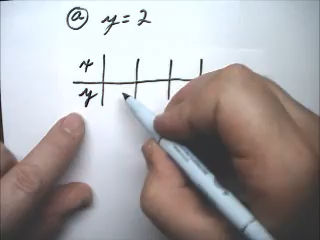 ⓐ y = 2
x
y